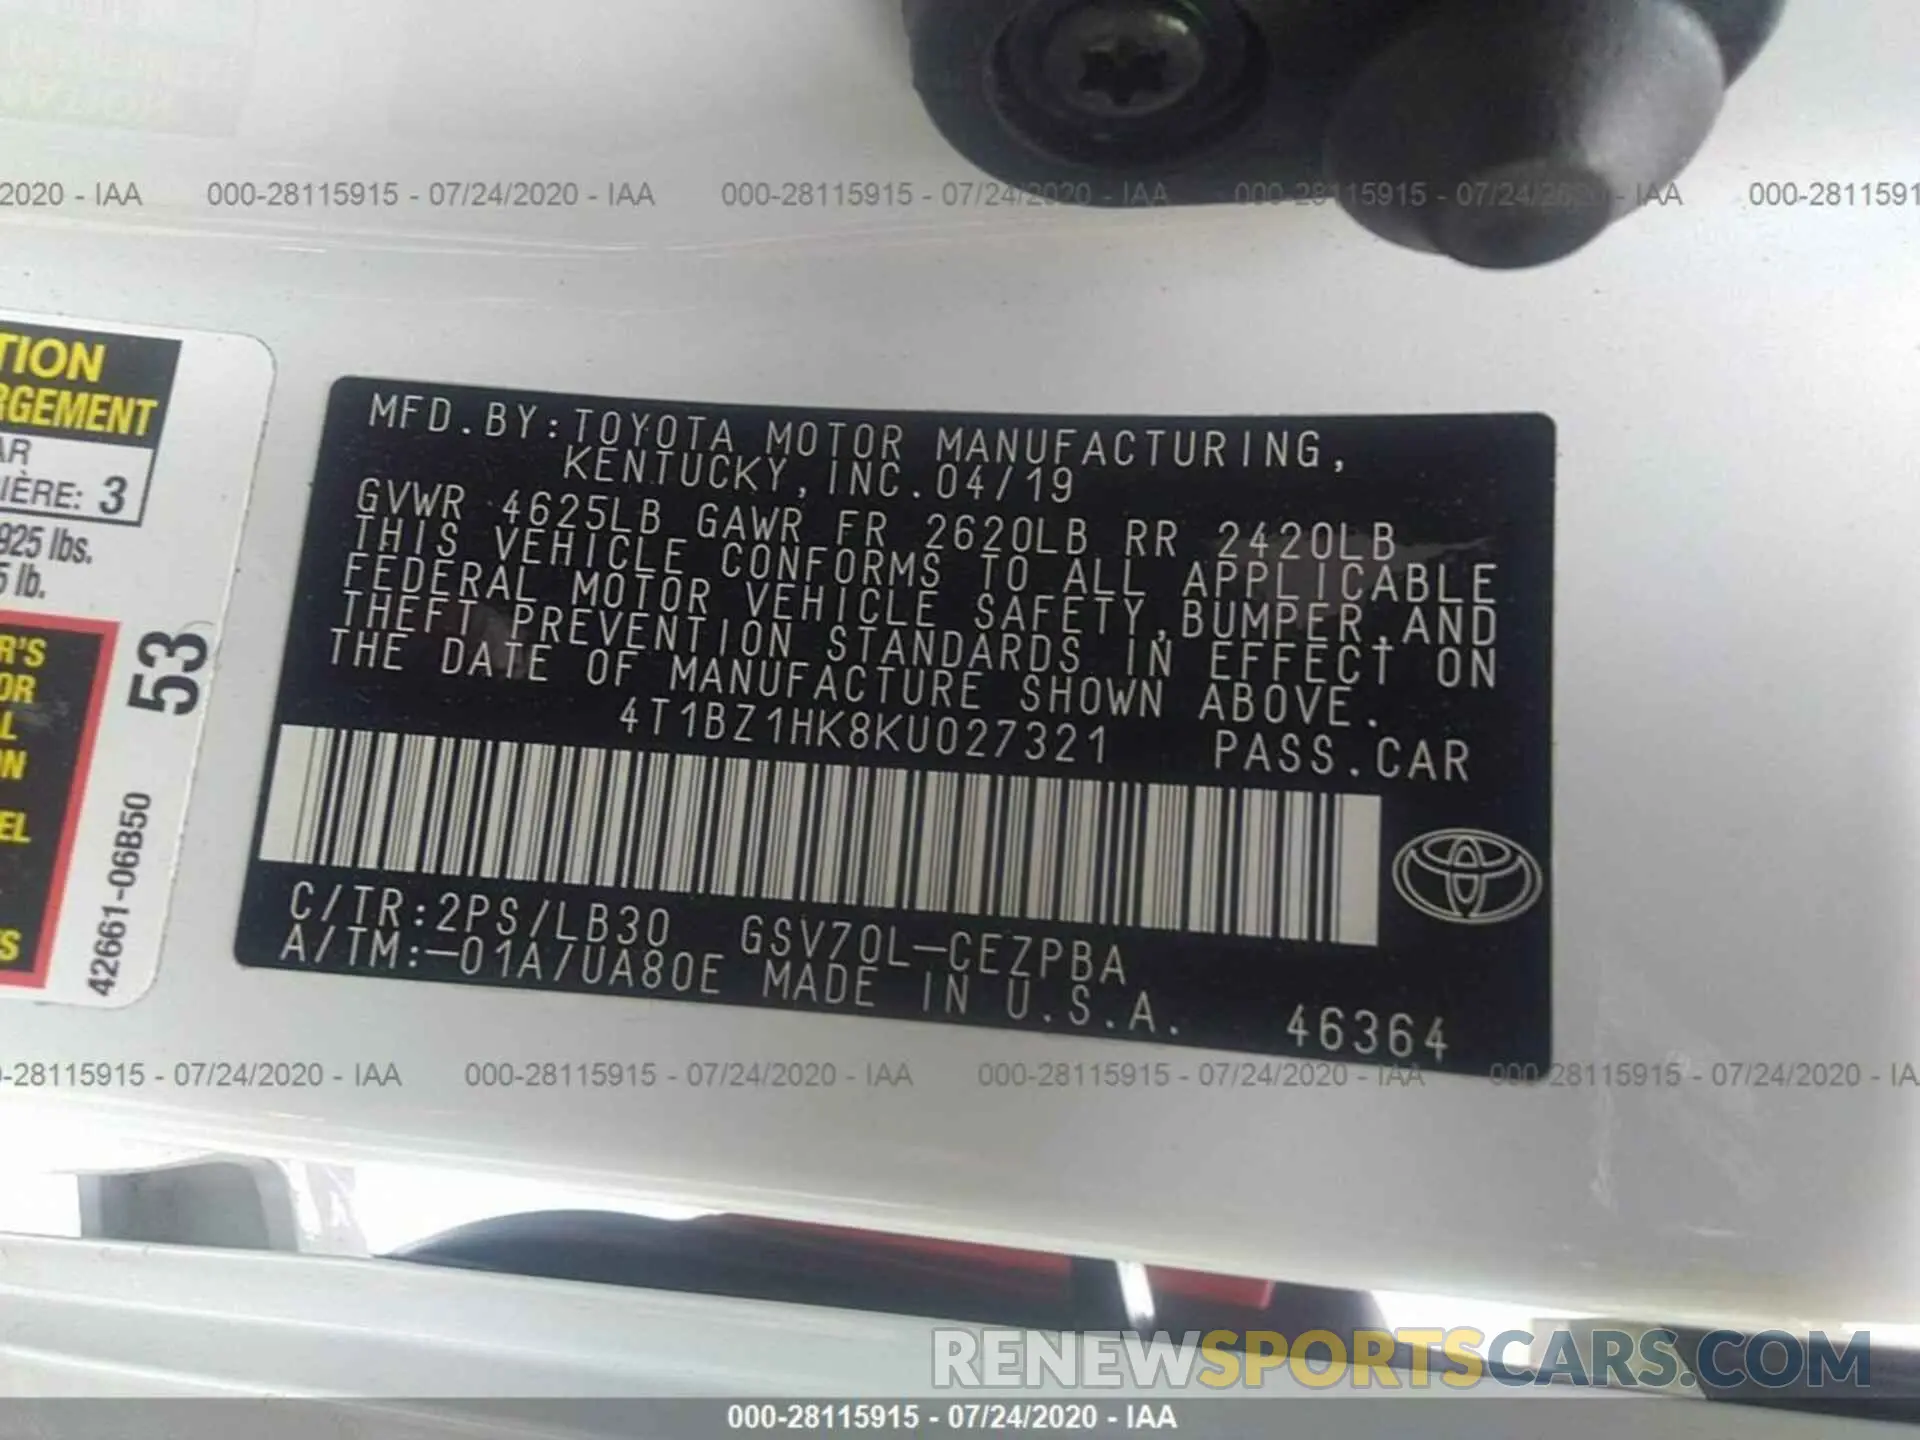 2020 - IAA 000-28115915 - 07/24/2020 - IAA 000-28115915 - 07/24/2020 - IAA 000-28115915 - 07/24/2020 - IAA 000-2811591
TION
RGEMENT
AR
IÈRE: 3
925 lbs.
5 lb.
R'S
OR
L
N
EL
S
53
42661-06B50
MFD.BY:TOYOTA MOTOR MANUFACTURING,
KENTUCKY,INC.04/19
GVWR 4625LB GAWR FR 2620LB RR 2420LB
THIS VEHICLE CONFORMS TO ALL APPLICABLE
FEDERAL MOTOR VEHICLE SAFETY,BUMPER,AND
THEFT PREVENTION STANDARDS IN EFFECT ON
THE DATE OF MANUFACTURE SHOWN ABOVE.
4T1BZ1HK8KU027321 PASS.CAR
C/TR:2PS/LB30 GSV70L-CEZPBA
A/TM:-01A/UA80E MADE IN U.S.A. 46364
-28115915 - 07/24/2020 - IAA 000-28115915 - 07/24/2020 - IAA 000-28115915 - 07/24/2020 - IAA 000-28115915 - 07/24/2020 - IA
RENEWSPORTSCARS.COM
000-28115915 - 07/24/2020 - IAA